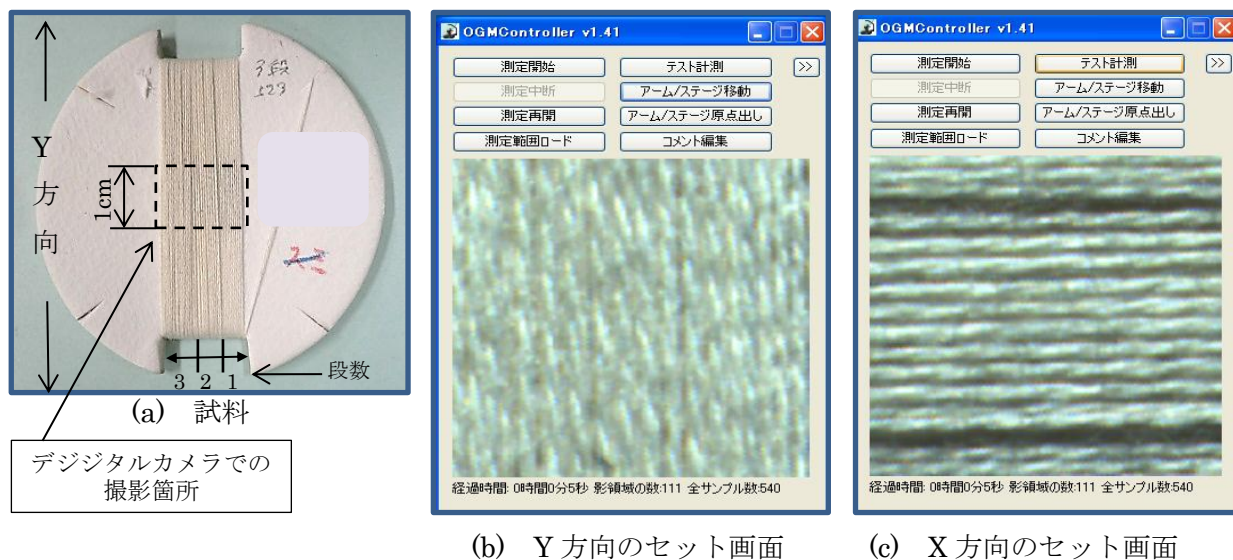 Y
方
向
1cm
3段
123
3 2 1
段数
(a) 試料
デジジタルカメラでの
撮影箇所
OGMController v1.41
測定開始 テスト計測 >>
測定中断 アーム/ステージ移動
測定再開 アーム/ステージ原点出し
測定範囲ロード コメント編集
経過時間: 0時間0分5秒 影領域の数:111 全サンプル数:540
(b) Y方向のセット画面
OGMController v1.41
測定開始 テスト計測 >>
測定中断 アーム/ステージ移動
測定再開 アーム/ステージ原点出し
測定範囲ロード コメント編集
経過時間: 0時間0分5秒 影領域の数:111 全サンプル数:540
(c) X方向のセット画面